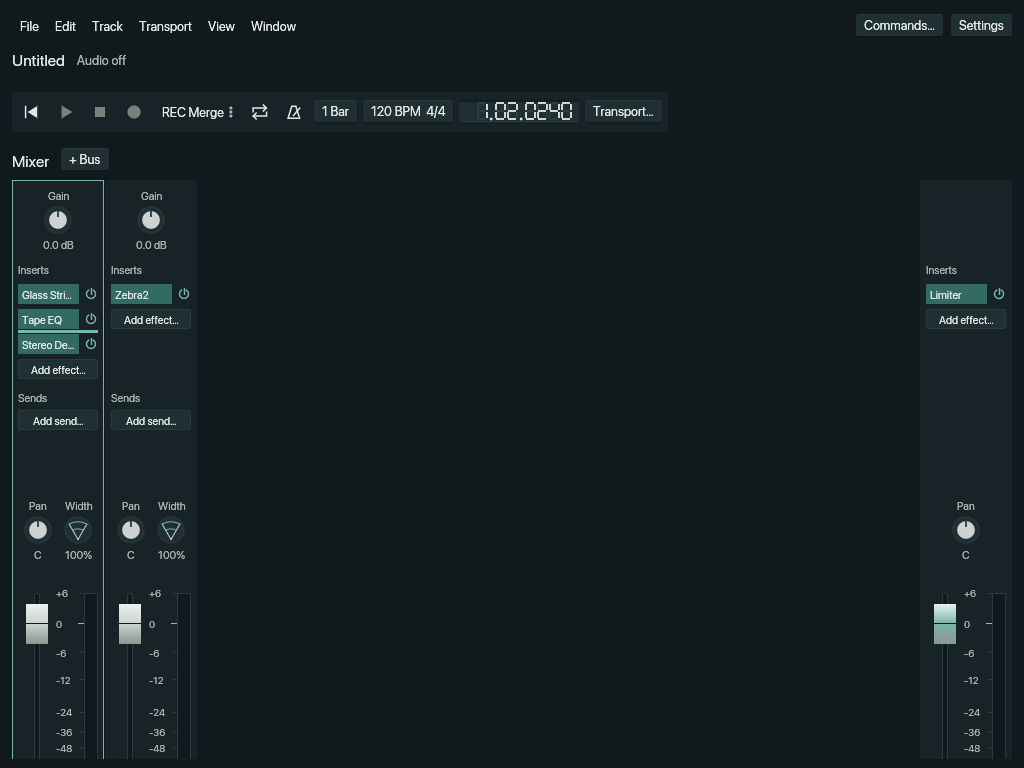 File Edit Track Transport View Window Commands... Settings
Untitled Audio off
REC Merge 1 Bar 120 BPM 4/4 1.02.0240 Transport...
Mixer + Bus
Gain Gain
0.0 dB 0.0 dB
Inserts Inserts Inserts
Glass Stri... Zebra2 Limiter
Tape EQ Add effect... Add effect...
Stereo De...
Add effect...
Sends Sends
Add send... Add send...
Pan Width Pan Width Pan
C 100% C 100% C
+6 +6 +6
0 0 0
-6 -6 -6
-12 -12 -12
-24 -24 -24
-36 -36 -36
-48 -48 -48